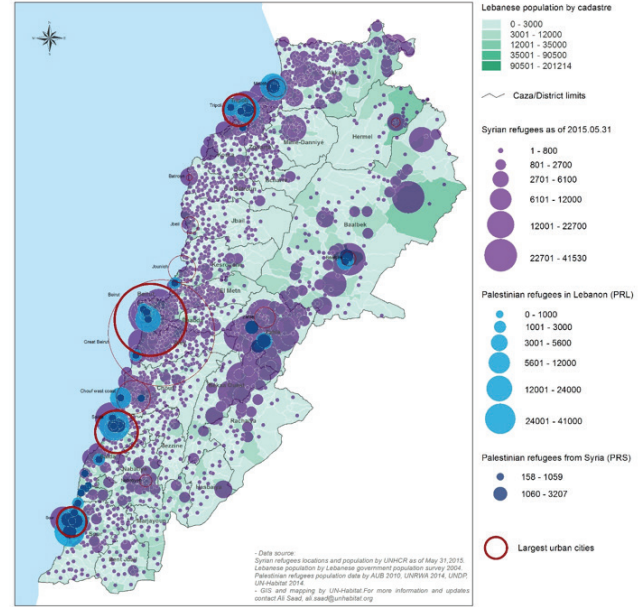 Lebanese population by cadastre
0 - 3000
3001 - 12000
12001 - 35000
35001 - 90500
90501 - 201214
Caza/District limits
Syrian refugees as of 2015.05.31
1 - 800
801 - 2700
2701 - 6100
6101 - 12000
12001 - 22700
22701 - 41530
Palestinian refugees in Lebanon (PRL)
0 - 1000
1001 - 3000
3001 - 5600
5601 - 12000
12001 - 24000
24001 - 41000
Palestinian refugees from Syria (PRS)
158 - 1059
1060 - 3207
Largest urban cities
Tripoli
Hermel
Jbail
Baalbek
El Metn
Beirut
Great Beirut
Chouf west coast
- Data source:
Syrian refugees locations and population by UNHCR as of May 31,2015.
Lebanese population by Lebanese government population survey 2004.
Palestinian refugees population date by AUB 2010, UNRWA 2014, UNDP,
UN-Habitat 2014.
- GIS and mapping by UN-Habitat.For more information and updates
contact:Ali Saad, ali.saad@unhabitat.org